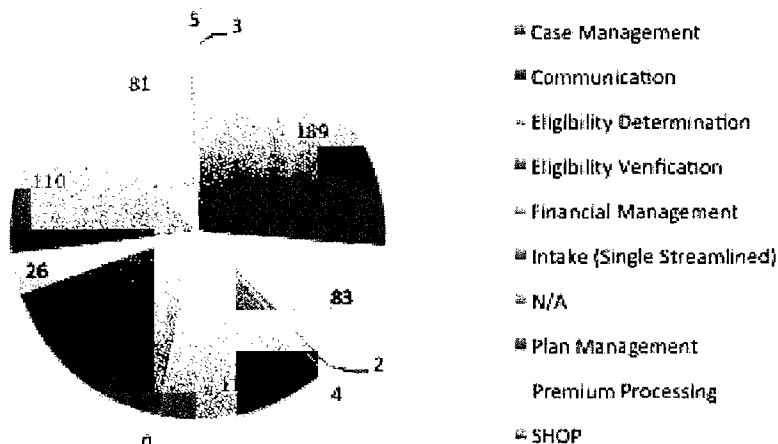 5 3
81
189
110
26
83
2
4
Case Management
Communication
Eligibility Determination
Eligibility Verification
Financial Management
Intake (Single Streamlined)
N/A
Plan Management
Premium Processing
SHOP